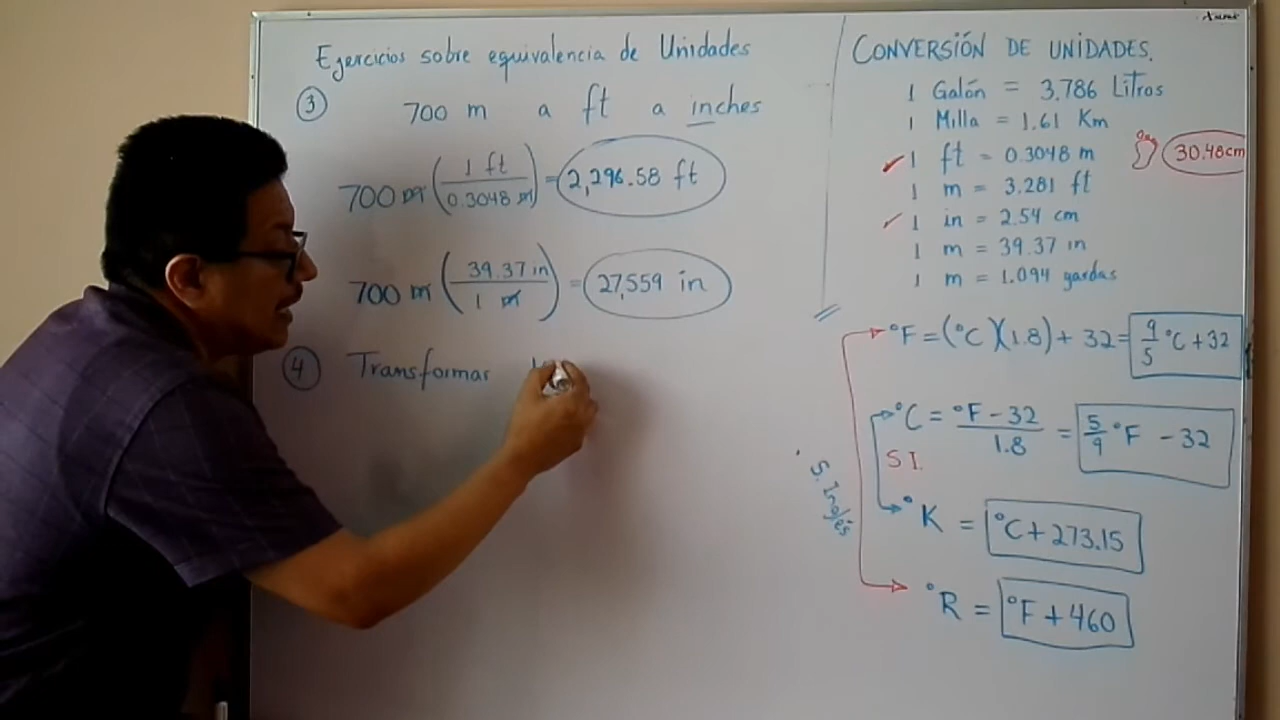 Ejercicios sobre equivalencia de Unidades
③ 700 m a ft a inches
700 m (1 ft / 0.3048 m) = 2,296.58 ft
700 m (39.37 in / 1 m) = 27,559 in
④ Transformar
CONVERSIÓN DE UNIDADES.
1 Galón = 3.786 Litros
1 Milla = 1.61 Km
✓ 1 ft = 0.3048 m 30.48cm
1 m = 3.281 ft
✓ 1 in = 2.54 cm
1 m = 39.37 in
1 m = 1.094 yardas
°F = (°C)(1.8) + 32 = 9/5 °C + 32
°C = °F - 32 / 1.8 = 5/9 °F - 32
S I.
S. Inglés
°K = °C + 273.15
°R = °F + 460